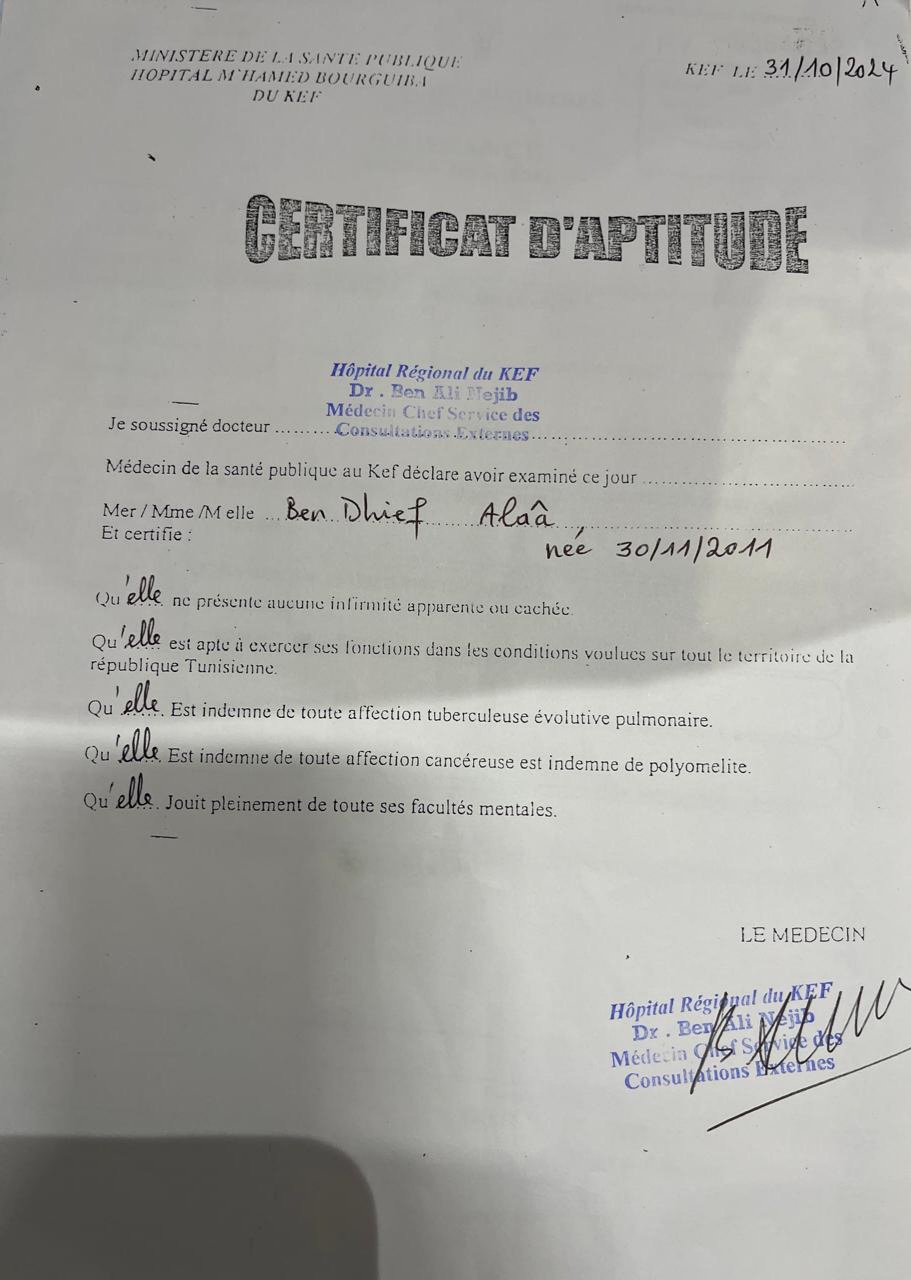 MINISTERE DE LA SANTE PUBLIQUE
HOPITAL M'HAMED BOURGUIBA
DU KEF
KEF LE 31/10/2024
CERTIFICAT D'APTITUDE
Hôpital Régional du KEF
Dr . Ben Ali Nejib
Médecin Chef Service des
Je soussigné docteur ........ Consultations Externes ........
Médecin de la santé publique au Kef déclare avoir examiné ce jour ........
Mer / Mme /M elle ...Ben Dhief Alaâ........
Et certifie :
née 30/11/2011
Qu'elle ne présente aucune infirmité apparente ou cachée.
Qu'elle est apte à exercer ses fonctions dans les conditions voulues sur tout le territoire de la
république Tunisienne.
Qu'elle. Est indemne de toute affection tuberculeuse évolutive pulmonaire.
Qu'elle. Est indemne de toute affection cancéreuse est indemne de polyomelite.
Qu'elle. Jouit pleinement de toute ses facultés mentales.
LE MEDECIN
Hôpital Régional du KEF
Dr . Ben Ali Nejib
Médecin Chef Service des
Consultations Externes